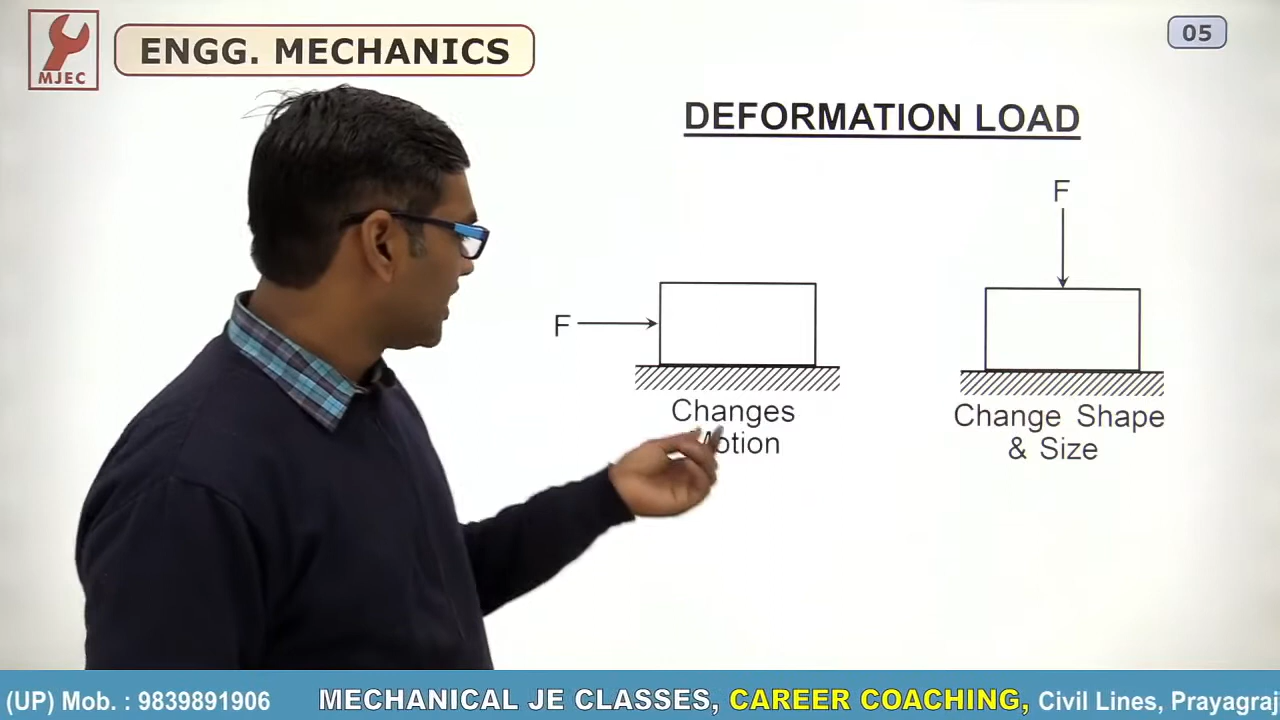 MJEC
ENGG. MECHANICS
05
DEFORMATION LOAD
F
F
Changes
Motion
Change Shape
& Size
(UP) Mob. : 9839891906 MECHANICAL JE CLASSES, CAREER COACHING, Civil Lines, Prayagraj